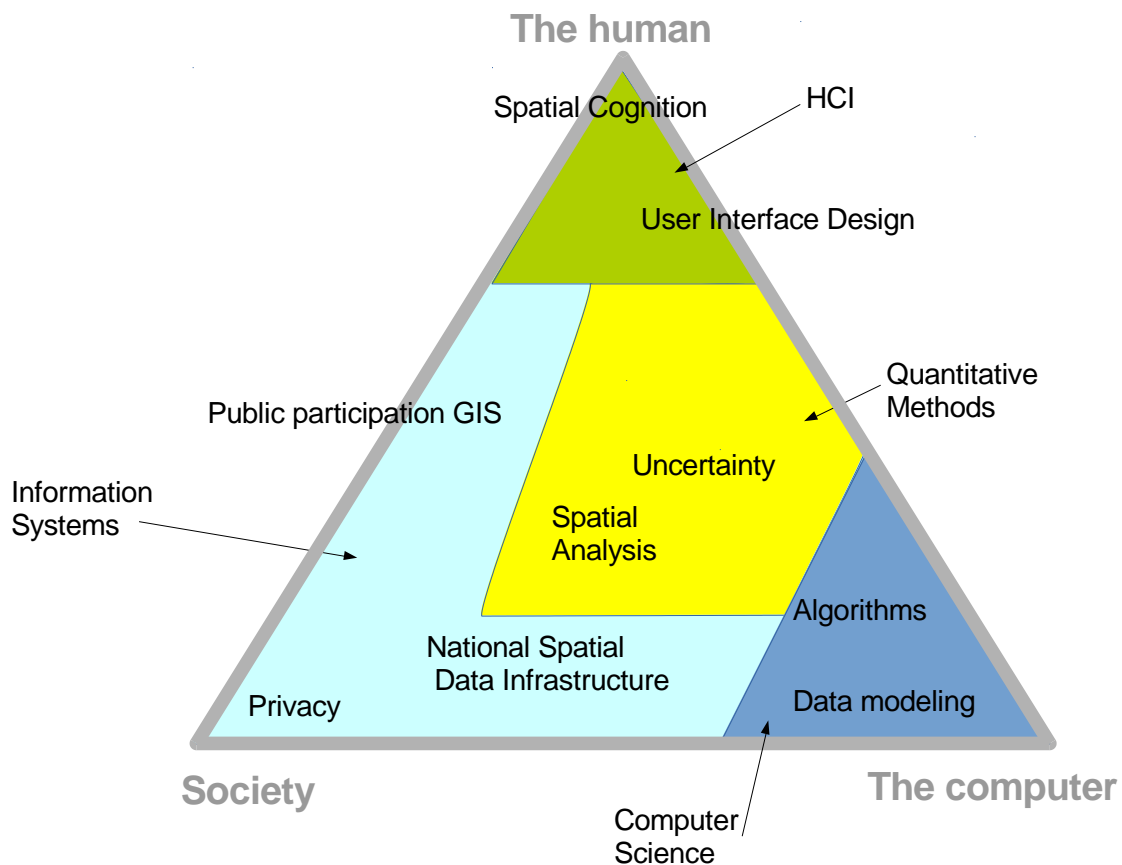 The human
Spatial Cognition
HCI
User Interface Design
Quantitative
Methods
Public participation GIS
Uncertainty
Information
Systems
Spatial
Analysis
Algorithms
National Spatial
Data Infrastructure
Privacy
Data modeling
Society
The computer
Computer
Science